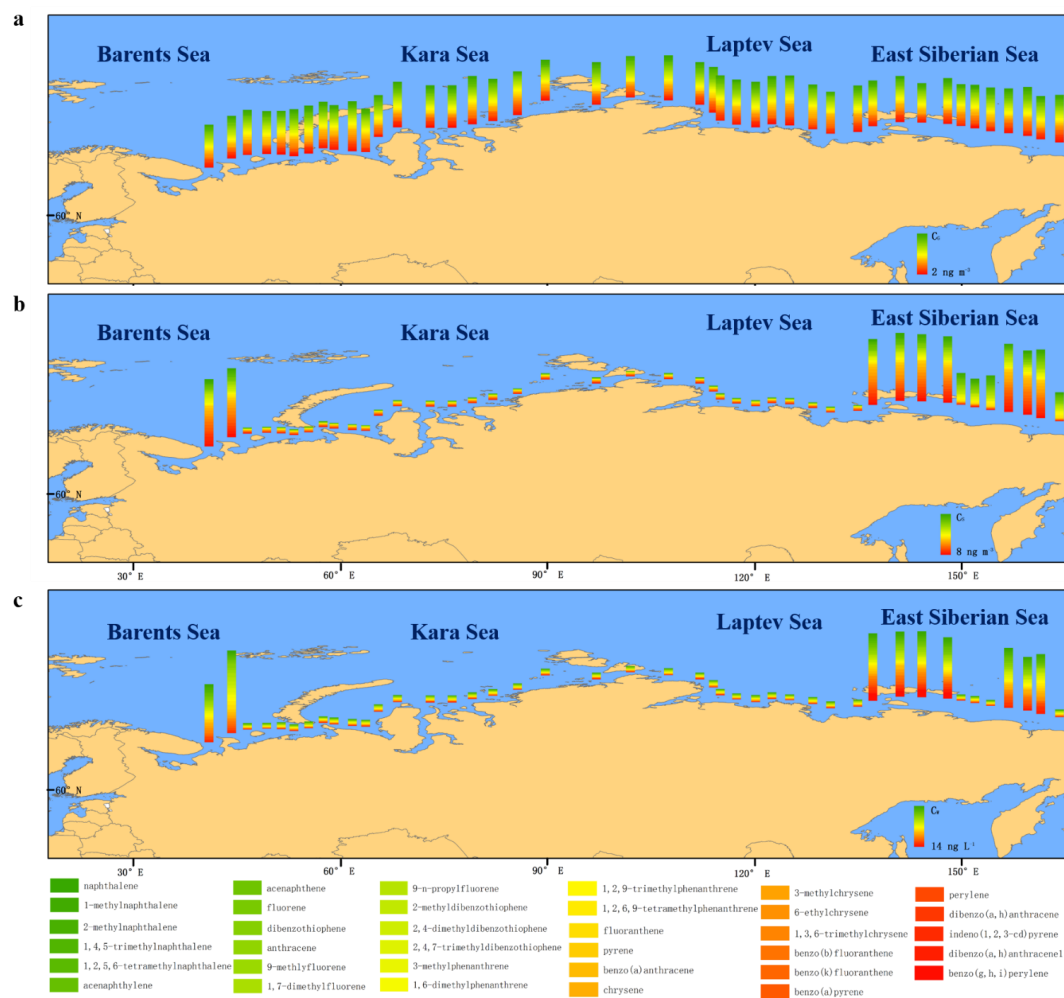 a
Barents Sea
Kara Sea
Laptev Sea
East Siberian Sea
60° N
2 ng m⁻³
b
Barents Sea
Kara Sea
Laptev Sea
East Siberian Sea
60° N
8 ng m⁻³
30° E
60° E
90° E
120° E
150° E
c
Barents Sea
Kara Sea
Laptev Sea
East Siberian Sea
60° N
14 ng L⁻¹
30° E
60° E
90° E
120° E
150° E
naphthalene
1-methylnaphthalene
2-methylnaphthalene
1,4,5-trimethylnaphthalene
1,2,5,6-tetramethylnaphthalene
acenaphthylene
acenaphthene
fluorene
dibenzothiophene
anthracene
9-methlyfluorene
1,7-dimethylfluorene
9-n-propylfluorene
2-methyldibenzothiophene
2,4-dimethyldibenzothiophene
2,4,7-trimethyldibenzothiophene
3-methylphenanthrene
1,6-dimethylphenanthrene
1,2,9-trimethylphenanthrene
1,2,6,9-tetramethylphenanthrene
fluoranthene
pyrene
benzo(a)anthracene
chrysene
3-methylchrysene
6-ethylchrysene
1,3,6-trimethylchrysene
benzo(b)fluoranthene
benzo(k)fluoranthene
benzo(a)pyrene
perylene
dibenzo(a,h)anthracene
indeno(1,2,3-cd)pyrene
dibenzo(a,h)anthracenel
benzo(g,h,i)perylene